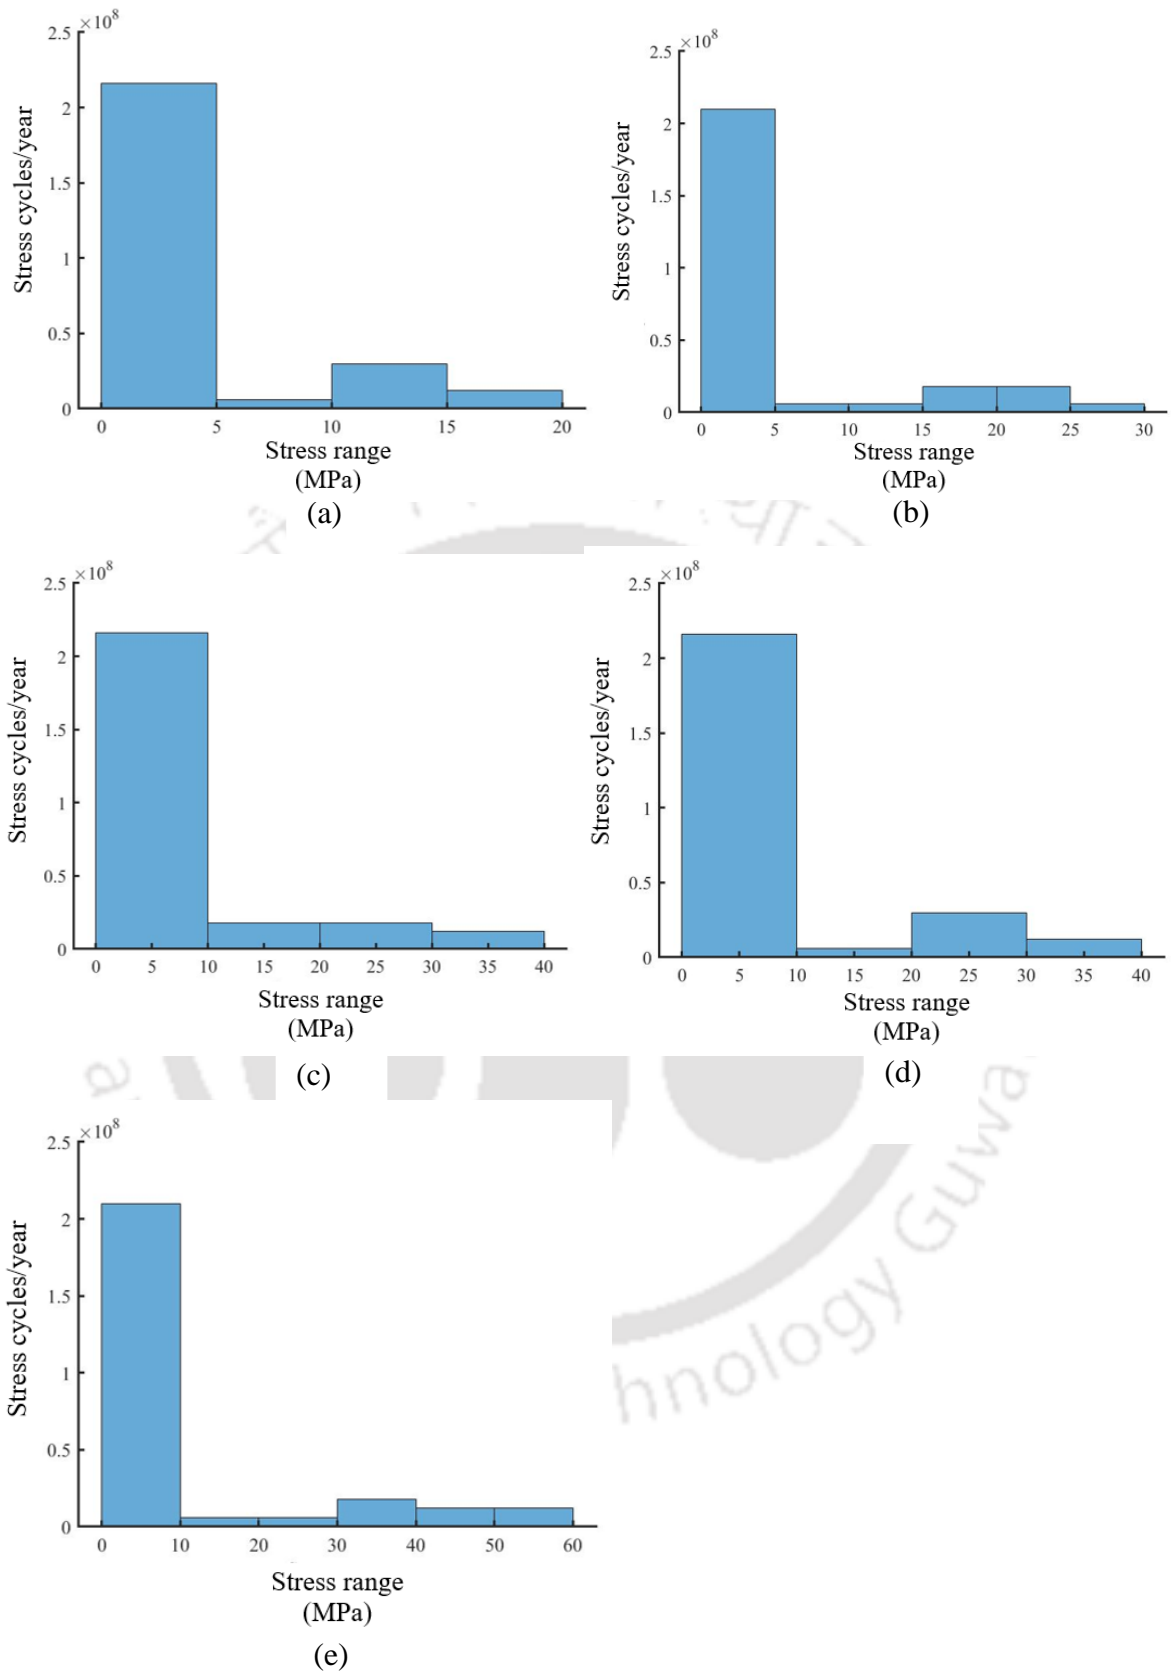 ×10⁸
2.5
2
1.5
1
0.5
0
Stress cycles/year
0 5 10 15 20
Stress range
(MPa)
(a)
×10⁸
2.5
2
1.5
1
0.5
0
Stress cycles/year
0 5 10 15 20 25 30
Stress range
(MPa)
(b)
×10⁸
2.5
2
1.5
1
0.5
0
Stress cycles/year
0 5 10 15 20 25 30 35 40
Stress range
(MPa)
(c)
×10⁸
2.5
2
1.5
1
0.5
0
Stress cycles/year
0 5 10 15 20 25 30 35 40
Stress range
(MPa)
(d)
×10⁸
2.5
2
1.5
1
0.5
0
Stress cycles/year
0 10 20 30 40 50 60
Stress range
(MPa)
(e)
hnology Guwa